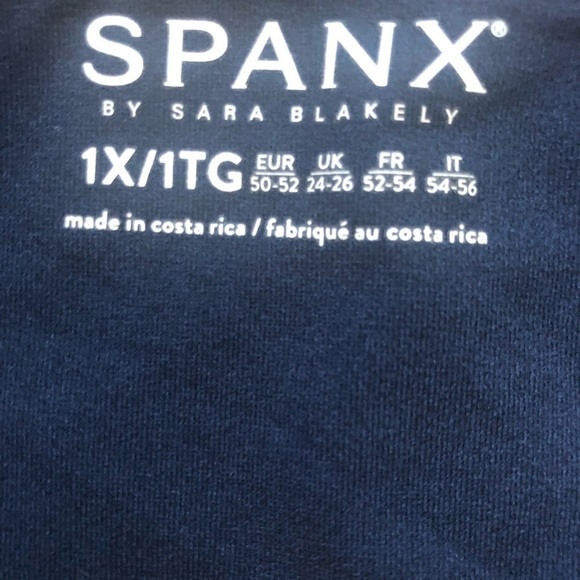 SPANX®
BY SARA BLAKELY
1X/1TG EUR 50-52 UK 24-26 FR 52-54 IT 54-56
made in costa rica / fabriqué au costa rica